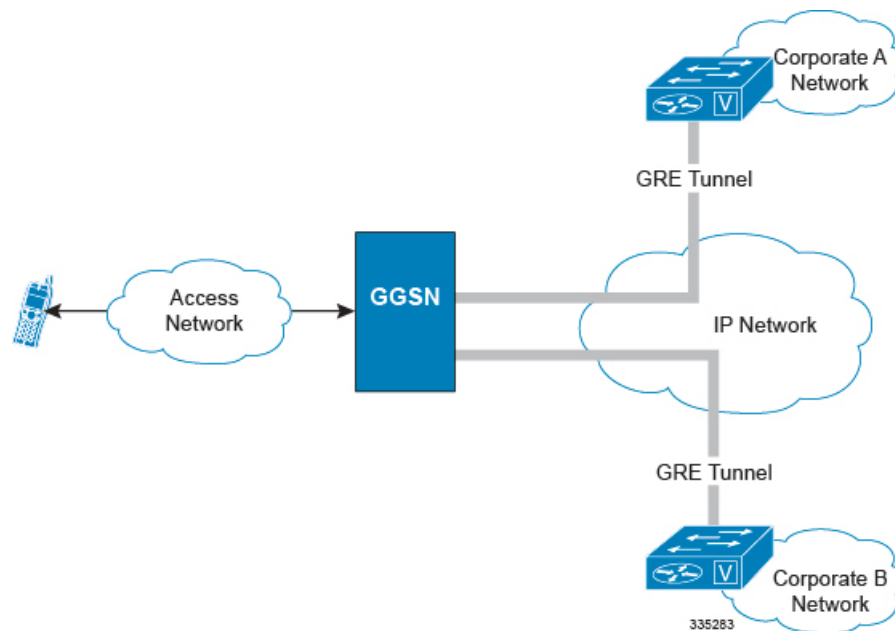 Corporate A
Network
V
GRE Tunnel
Access
Network
GGSN
IP Network
GRE Tunnel
V
Corporate B
Network
335283